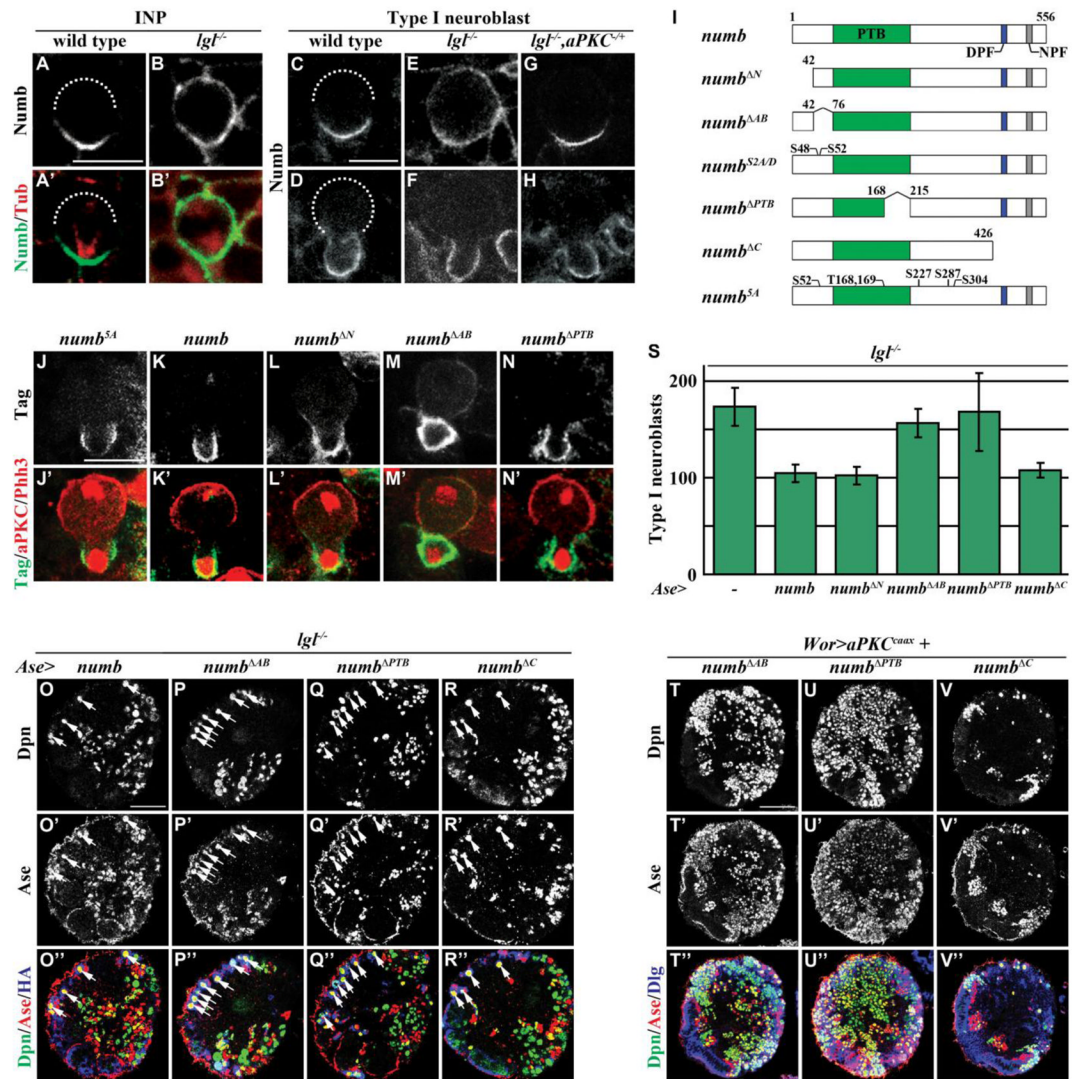 INP
Type I neuroblast
wild type
lgl-/-
wild type
lgl-/-
lgl-/-,aPKC-/+
A
B
C
E
G
Numb
A'
B'
D
F
H
Numb/Tub
Numb
I
1
556
numb
PTB
DPF
NPF
42
numbΔN
42
76
numbΔAB
S48
S52
numbS2A/D
168
215
numbΔPTB
426
numbΔC
S52
T168,169
S227
S287
S304
numb5A
numb5A
numb
numbΔN
numbΔAB
numbΔPTB
J
K
L
M
N
Tag
J'
K'
L'
M'
N'
Tag/aPKC/Phh3
S
lgl-/-
Type I neuroblasts
200
100
0
Ase>
-
numb
numbΔN
numbΔAB
numbΔPTB
numbΔC
lgl-/-
Ase>
numb
numbΔAB
numbΔPTB
numbΔC
O
P
Q
R
Dpn
O'
P'
Q'
R'
Ase
O''
P''
Q''
R''
Dpn/Ase/HA
Wor>aPKCcaax +
numbΔAB
numbΔPTB
numbΔC
T
U
V
Dpn
T'
U'
V'
Ase
T''
U''
V''
Dpn/Ase/Dlg